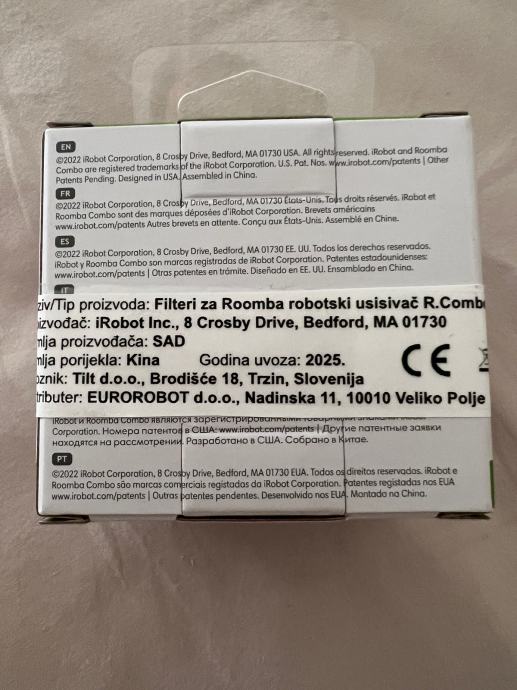 EN
©2022 iRobot Corporation, 8 Crosby Drive, Bedford, MA 01730 USA. All rights reserved. iRobot and Roomba
Combo are registered trademarks of the iRobot Corporation. U.S. Pat. Nos. www.irobot.com/patents | Other
Patents Pending. Designed in USA. Assembled in China.
FR
©2022 iRobot Corporation, 8 Crosby Drive, Bedford, MA 01730 États-Unis. Tous droits réservés. iRobot et
Roomba Combo sont des marques déposées d'iRobot Corporation. Brevets américains
www.irobot.com/patents Autres brevets en attente. Conçu aux États-Unis. Assemblé en Chine.
ES
©2022 iRobot Corporation, 8 Crosby Drive, Bedford, MA 01730 EE. UU. Todos los derechos reservados.
iRobot y Roomba Combo son marcas registradas de iRobot Corporation. Patentes estadounidenses:
www.irobot.com/patents | Otras patentes en trámite. Diseñado en EE. UU. Ensamblado en China.
IT
ziv/Tip proizvoda: Filteri za Roomba robotski usisivač R.Combo
izvođač: iRobot Inc., 8 Crosby Drive, Bedford, MA 01730
mlja proizvođača: SAD
mlja porijekla: Kina Godina uvoza: 2025.
oznik: Tilt d.o.o., Brodišće 18, Trzin, Slovenija
tributer: EUROROBOT d.o.o., Nadinska 11, 10010 Veliko Polje
CE
iRobot и Roomba Combo являются зарегистрированными товарными знаками
Corporation. Номера патентов в США: www.irobot.com/patents | Другие патентные заявки
находятся на рассмотрении. Разработано в США. Собрано в Китае.
PT
©2022 iRobot Corporation, 8 Crosby Drive, Bedford, MA 01730 EUA. Todos os direitos reservados. iRobot e
Roomba Combo são marcas comerciais registadas da iRobot Corporation. Patentes registadas nos EUA
www.irobot.com/patents | Outras patentes pendentes. Desenvolvido nos EUA. Montado na China.